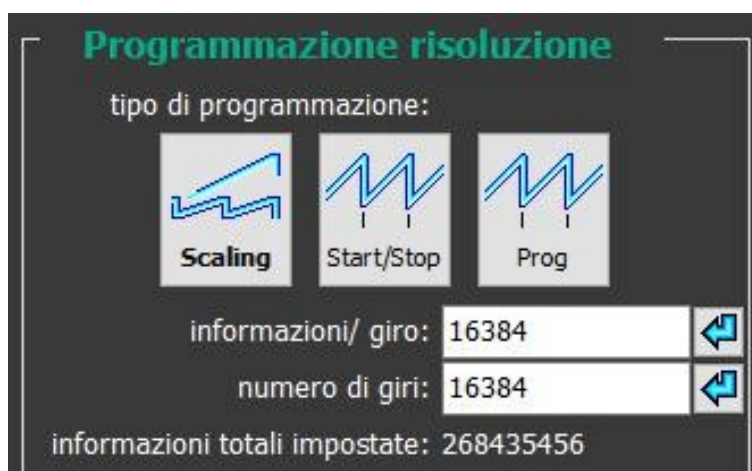 Programmazione risoluzione
tipo di programmazione:
Scaling Start/Stop Prog
informazioni/ giro: 16384
numero di giri: 16384
informazioni totali impostate: 268435456